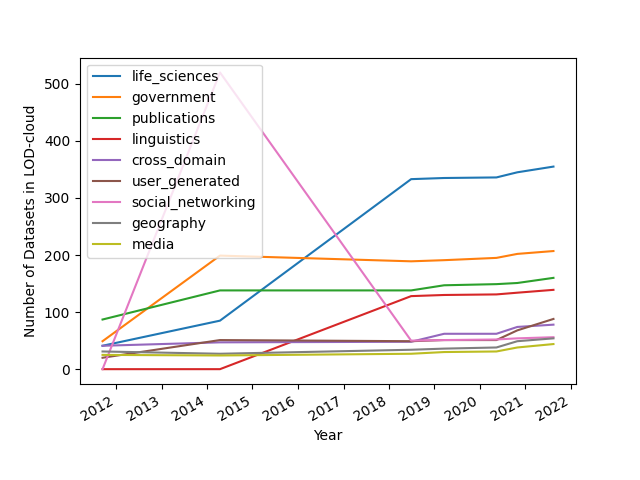 500
400
300
200
100
0
Number of Datasets in LOD-cloud
life_sciences
government
publications
linguistics
cross_domain
user_generated
social_networking
geography
media
2012
2013
2014
2015
2016
2017
2018
2019
2020
2021
2022
Year